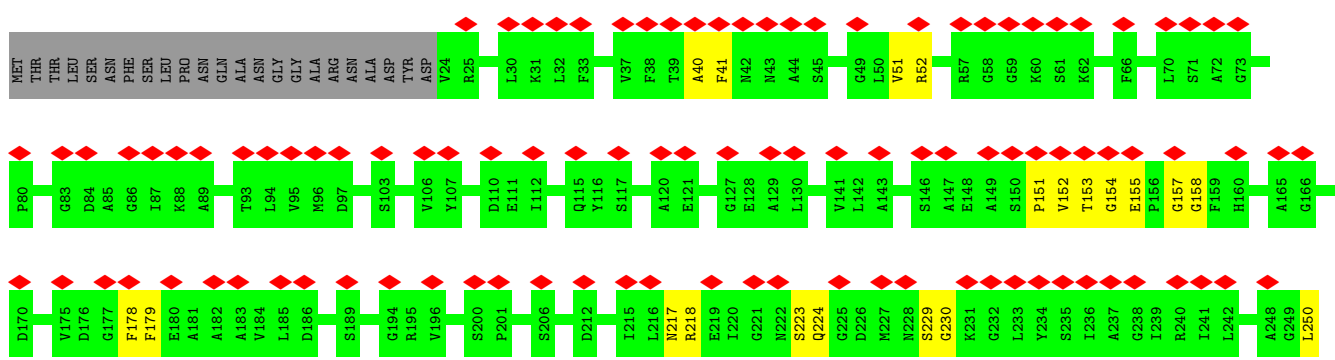 MET THR THR LEU SER ASN PHE SER LEU PRO ASN GLN ALA ASN GLY GLY ALA ARG ASN ALA ASP TYR ASP V24 R25 L30 K31 L32 F33 V37 F38 T39 A40 F41 N42 N43 A44 S45 G49 L50 V51 R52 R57 G58 G59 K60 S61 K62 F66 L70 S71 A72 G73
P80 G83 D84 A85 G86 I87 K88 A89 T93 L94 V95 M96 D97 S103 V106 Y107 D110 E111 I112 Q115 Y116 S117 A120 E121 G127 E128 A129 L130 V141 L142 A143 S146 A147 E148 A149 S150 P151 V152 T153 G154 E155 P156 G157 G158 F159 H160 A165 G166
D170 V175 D176 G177 F178 F179 E180 A181 A182 A183 V184 L185 D186 S189 G194 R195 V196 S200 P201 S206 D212 I215 L216 N217 R218 E219 I220 G221 N222 S223 Q224 G225 D226 M227 N228 S229 G230 K231 G232 L233 Y234 S235 I236 A237 G238 I239 R240 I241 L242 A248 G249 L250